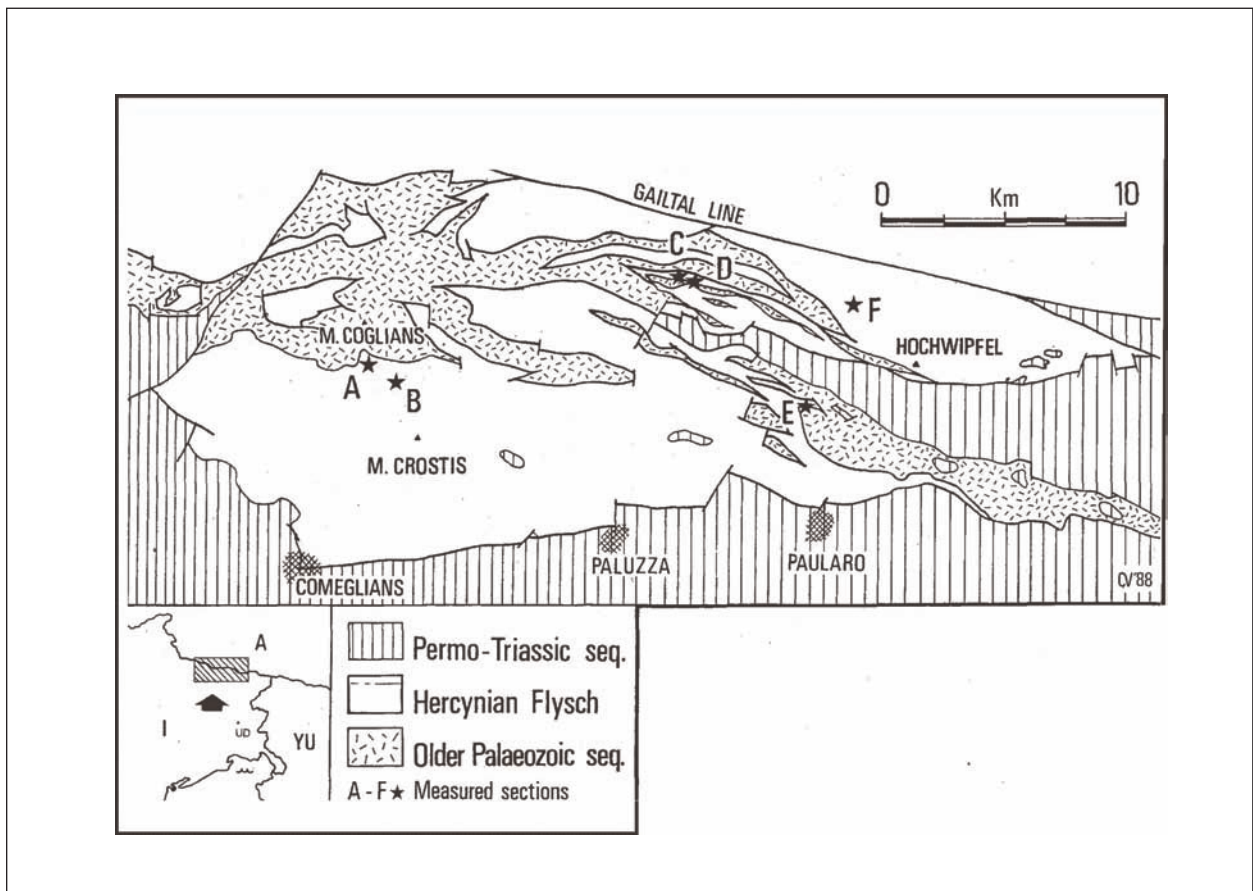 GAILTAL LINE
0 Km 10
C
D
F
M. COGLIANS
HOCHWIPFEL
A
B
E
M. CROSTIS
PALUZZA
PAULARO
COMEGLIANS
CV'88
A
I
UD
YU
Permo-Triassic seq.
Hercynian Flysch
Older Palaeozoic seq.
A-F★ Measured sections